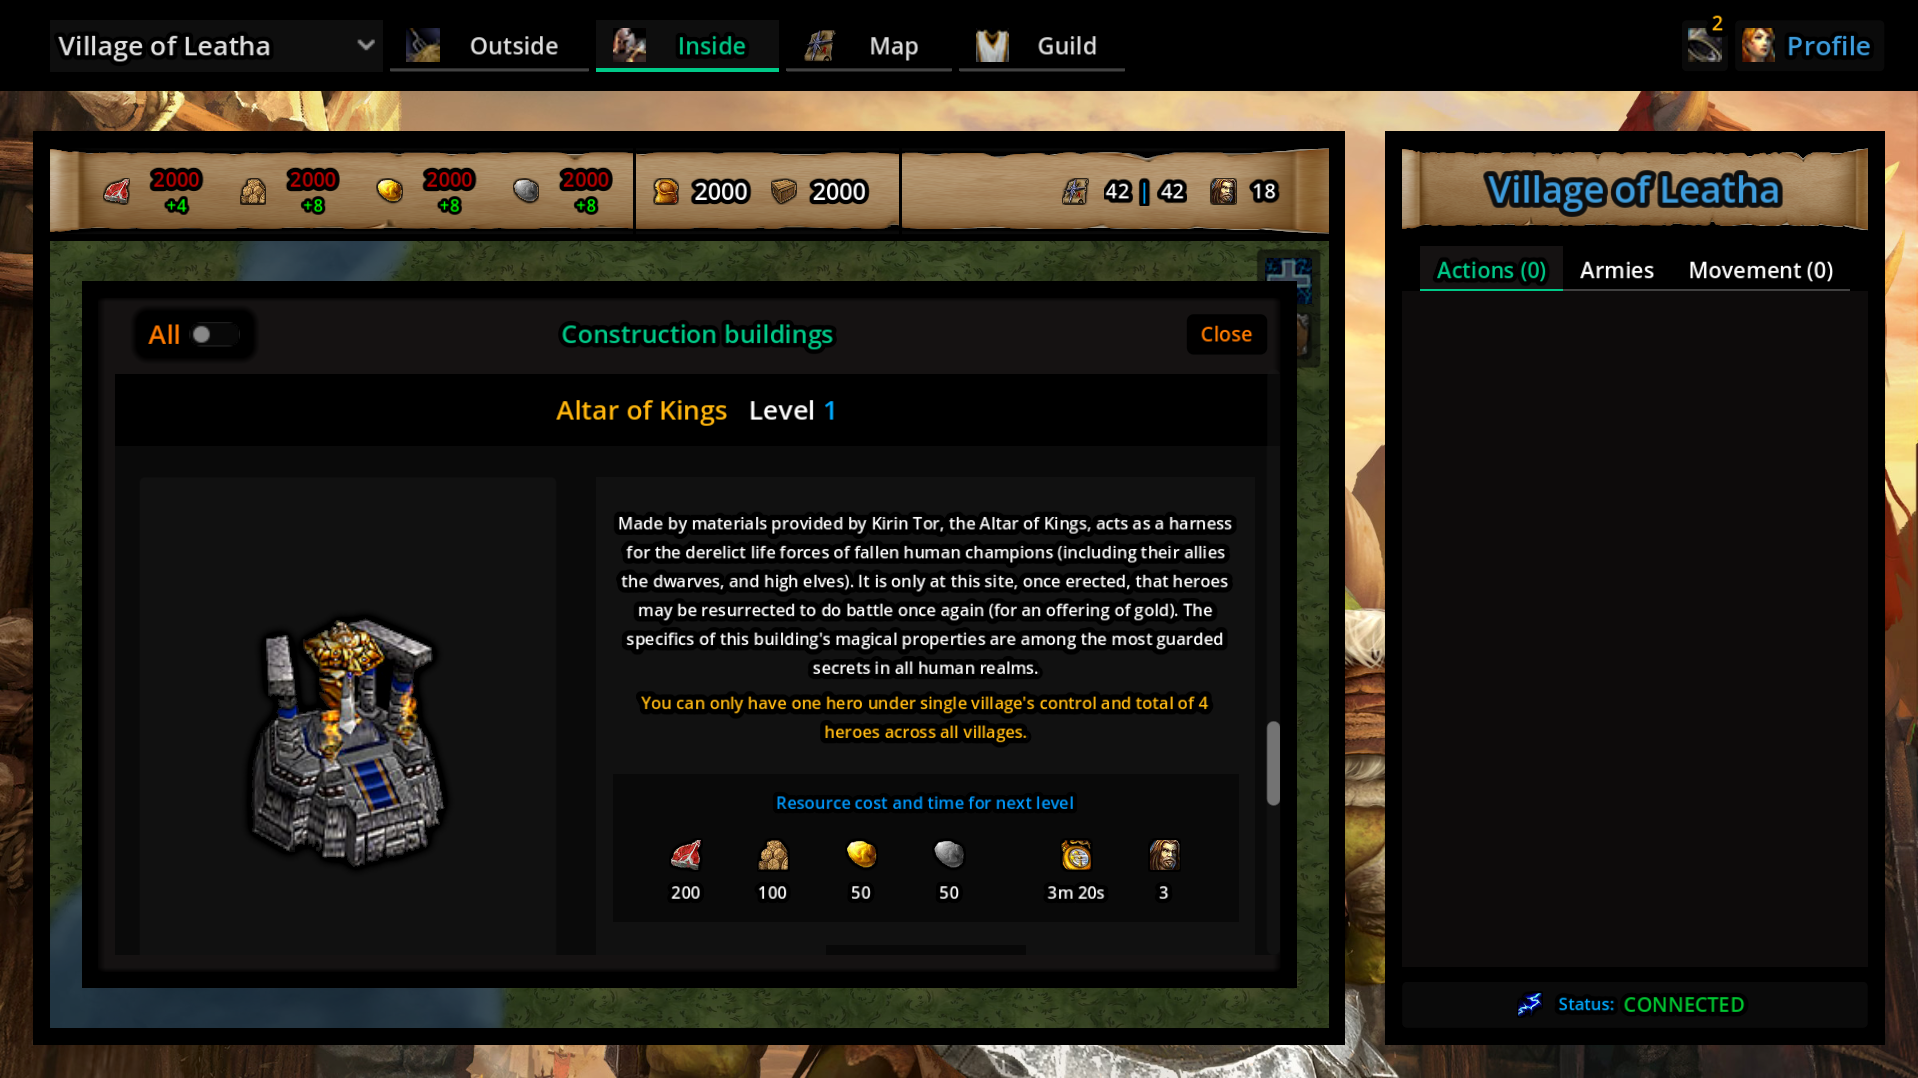 Village of Leatha
Outside
Inside
Map
Guild
2
Profile
2000
+4
2000
+8
2000
+8
2000
+8
2000
2000
42 | 42
18
Village of Leatha
Actions (0)
Armies
Movement (0)
All
Construction buildings
Close
Altar of Kings Level 1
Made by materials provided by Kirin Tor, the Altar of Kings, acts as a harness
for the derelict life forces of fallen human champions (including their allies
the dwarves, and high elves). It is only at this site, once erected, that heroes
may be resurrected to do battle once again (for an offering of gold). The
specifics of this building's magical properties are among the most guarded
secrets in all human realms.
You can only have one hero under single village's control and total of 4
heroes across all villages.
Resource cost and time for next level
200
100
50
50
3m 20s
3
Status: CONNECTED